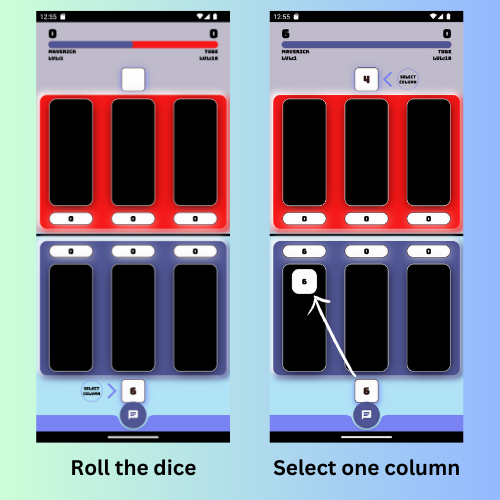 12:55
0 0
MAVERICK TOBE
LVL:1 LVL:10
0 0 0
0 0 0
SELECT
COLUMN
6
Roll the dice
12:55
6 0
MAVERICK TOBE
LVL:1 LVL:10
4
SELECT
COLUMN
0 0 0
6 0 0
6
6
Select one column